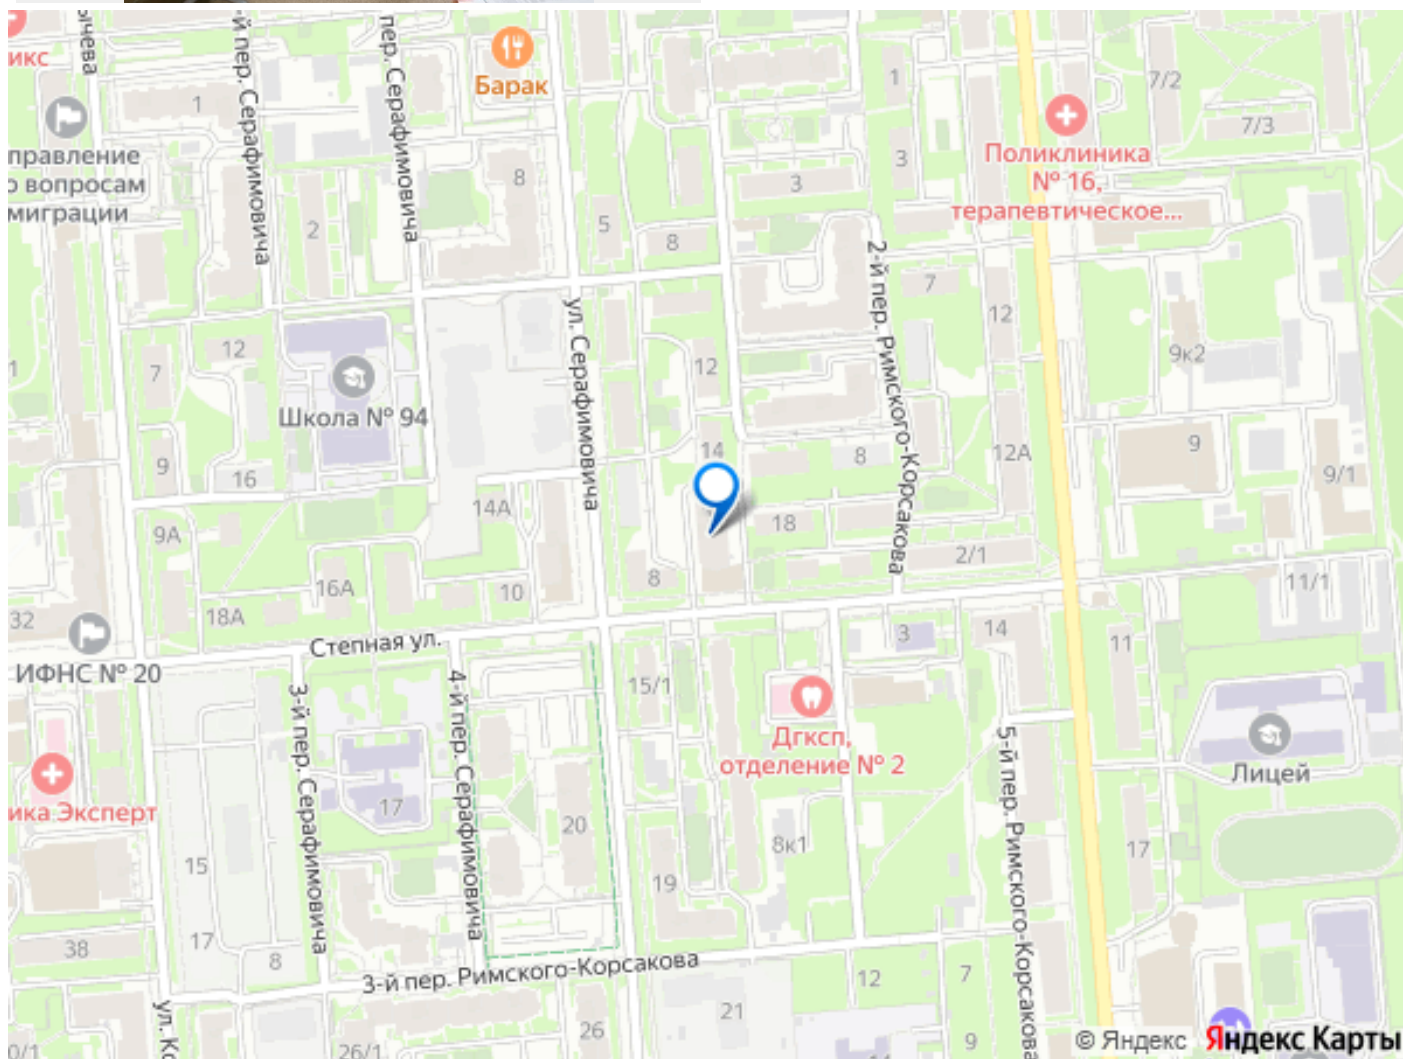 икс
ычева
-й пер. Серафимовича
пер. Серафимовича
Барак
1
1
7/2
7/3
Поликлиника
№ 16,
терапевтическое...
правление
о вопросам
миграции
8
3
3
2
5
8
2-й пер. Римского-Корсакова
7
12
ул. Серафимовича
9к2
1
7
12
12
Школа № 94
14
8
12А
9
9/1
9
16
14А
18
9А
2/1
8
16А
10
11/1
18А
32
3
14
11
Степная ул.
ИФНС № 20
15/1
3-й пер. Серафимовича
4-й пер. Серафимовича
Дгксп,
отделение № 2
5-й пер. Римского-Корсакова
Лицей
ика Эксперт
17
20
8к1
17
15
19
17
38
8
3-й пер. Римского-Корсакова
12
7
21
ул. Ко
26
9
0/1
26/1
© Яндекс Яндекс Карты